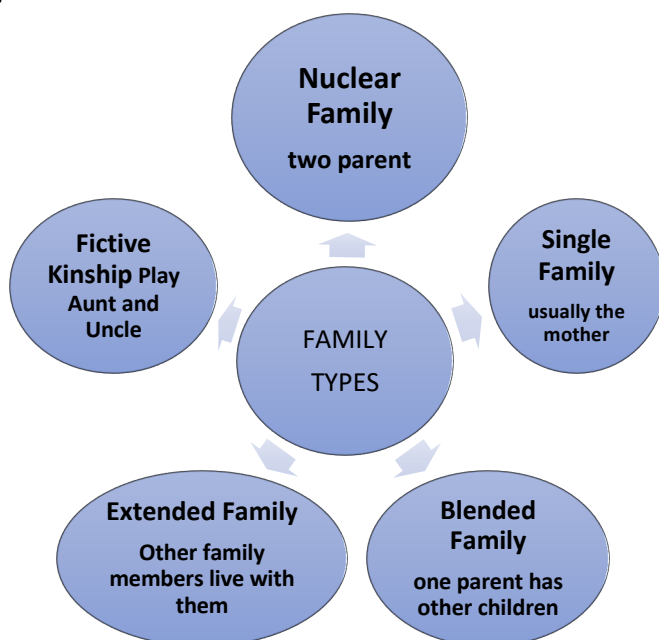 Nuclear
Family
two parent
Fictive
Kinship Play
Aunt and
Uncle
Single
Family
usually the
mother
FAMILY
TYPES
Extended Family
Other family
members live with
them
Blended
Family
one parent has
other children